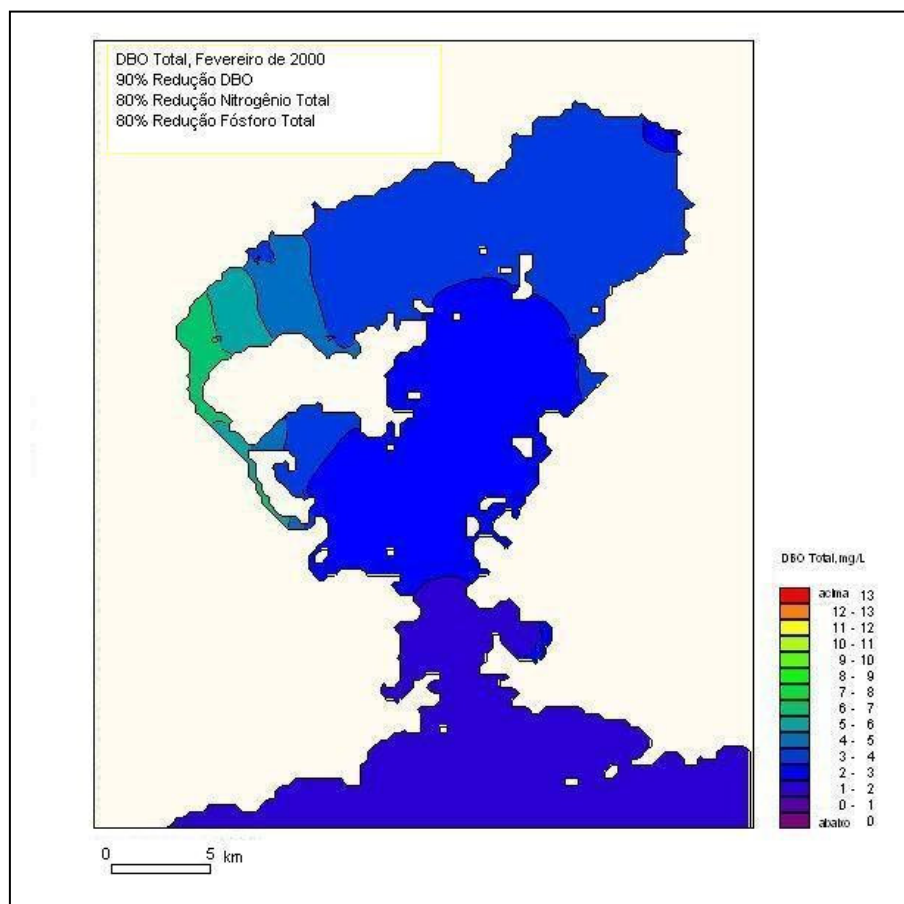 DBO Total, Fevereiro de 2000
90% Redução DBO
80% Redução Nitrogênio Total
80% Redução Fósforo Total
DBO Total, mg/L
acima 13
12 - 13
11 - 12
10 - 11
9 - 10
8 - 9
7 - 8
6 - 7
5 - 6
4 - 5
3 - 4
2 - 3
1 - 2
0 - 1
abaixo 0
0 5 km